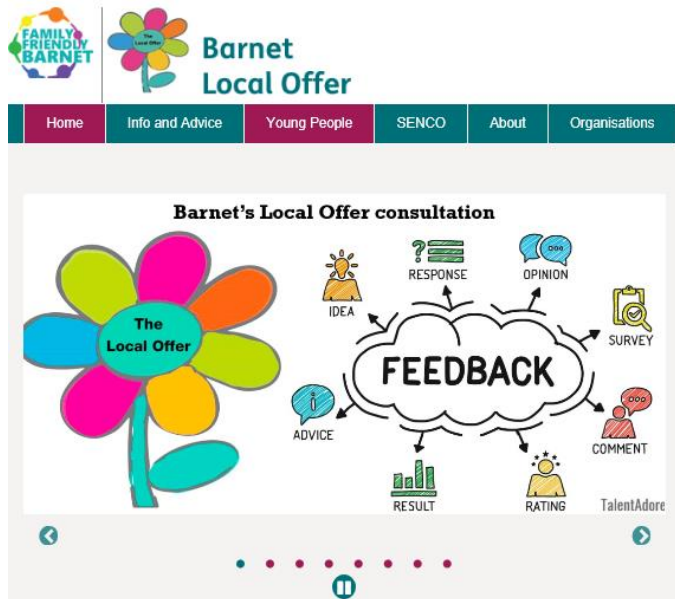 FAMILY
FRIENDLY
BARNET
The
Local Offer
Barnet
Local Offer
Home Info and Advice Young People SENCO About Organisations
Barnet's Local Offer consultation
The
Local Offer
IDEA
RESPONSE
OPINION
SURVEY
FEEDBACK
ADVICE
COMMENT
RESULT
RATING
TalentAdore